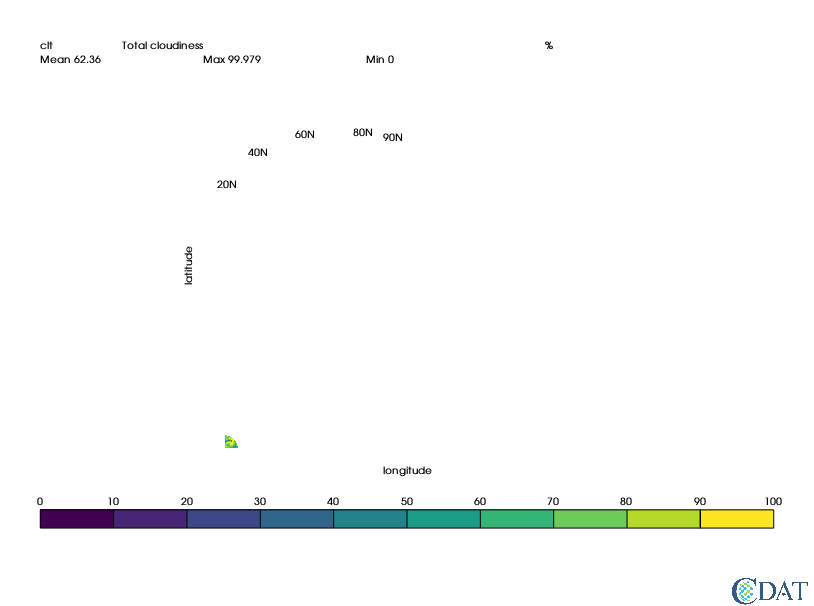 clt Total cloudiness %
Mean 62.36 Max 99.979 Min 0
60N 80N 90N
40N
20N
latitude
longitude
0 10 20 30 40 50 60 70 80 90 100
CDAT